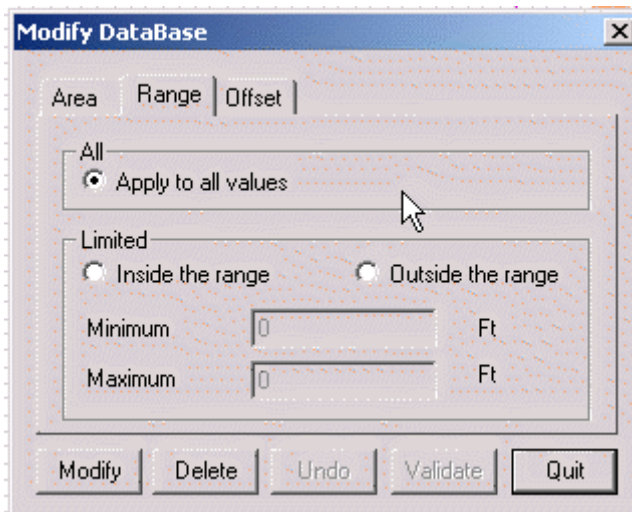 Modify DataBase
Area Range Offset
All
Apply to all values
Limited
Inside the range Outside the range
Minimum 0 Ft
Maximum 0 Ft
Modify Delete Undo Validate Quit